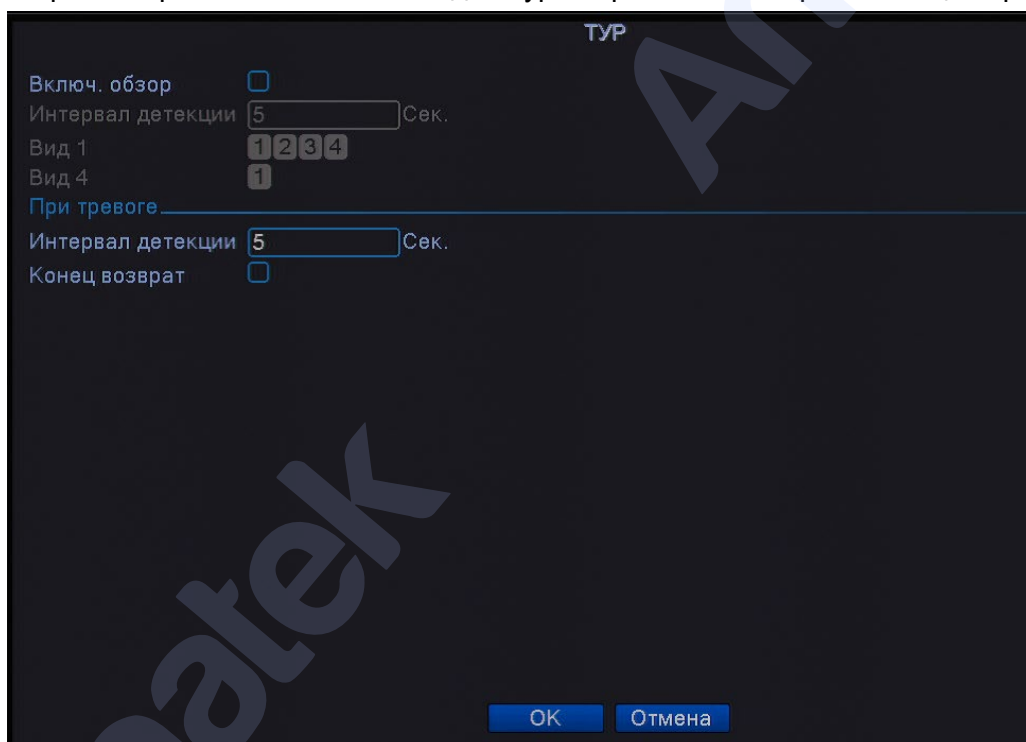 ТУР
Включ. обзор
Интервал детекции 5 Сек.
Вид 1 1 2 3 4
Вид 4 1
При тревоге
Интервал детекции 5 Сек.
Конец возврат
OK Отмена